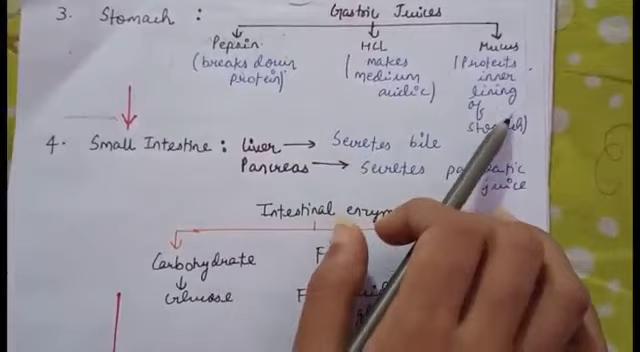 3. Stomach :
Gastric Juices
Pepsin HCL Mucus
(breaks down (makes (Protects
protein) medium inner
acidic) lining
of
4. Small Intestine : Liver → Secretes bile
Pancreas → Secretes
juice
Intestinal
Carbohydrate
Glucose